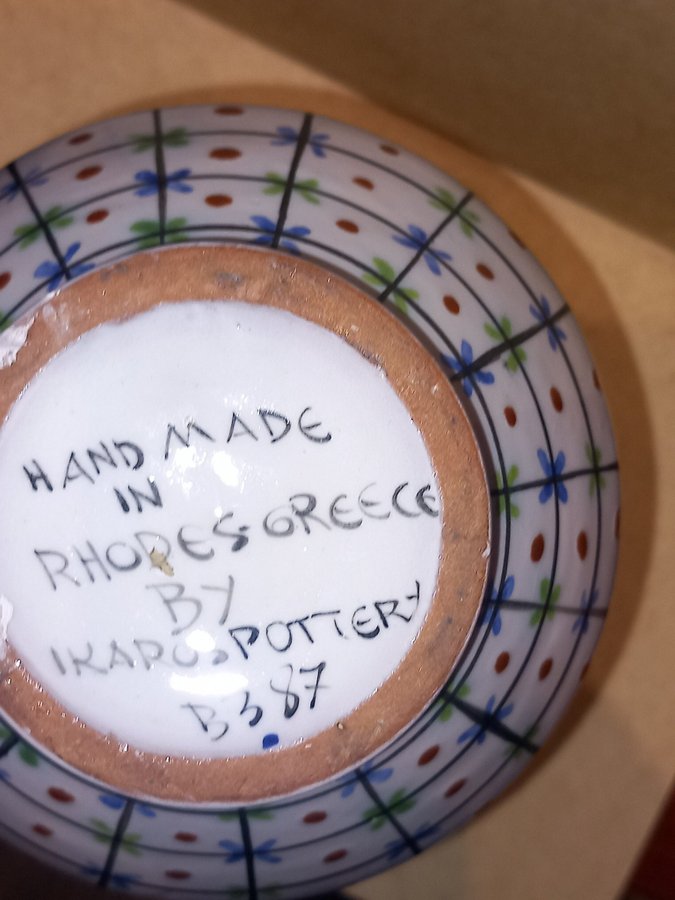 HAND MADE
IN
RHODES GREECE
BY
IKAROS POTTERY
B387